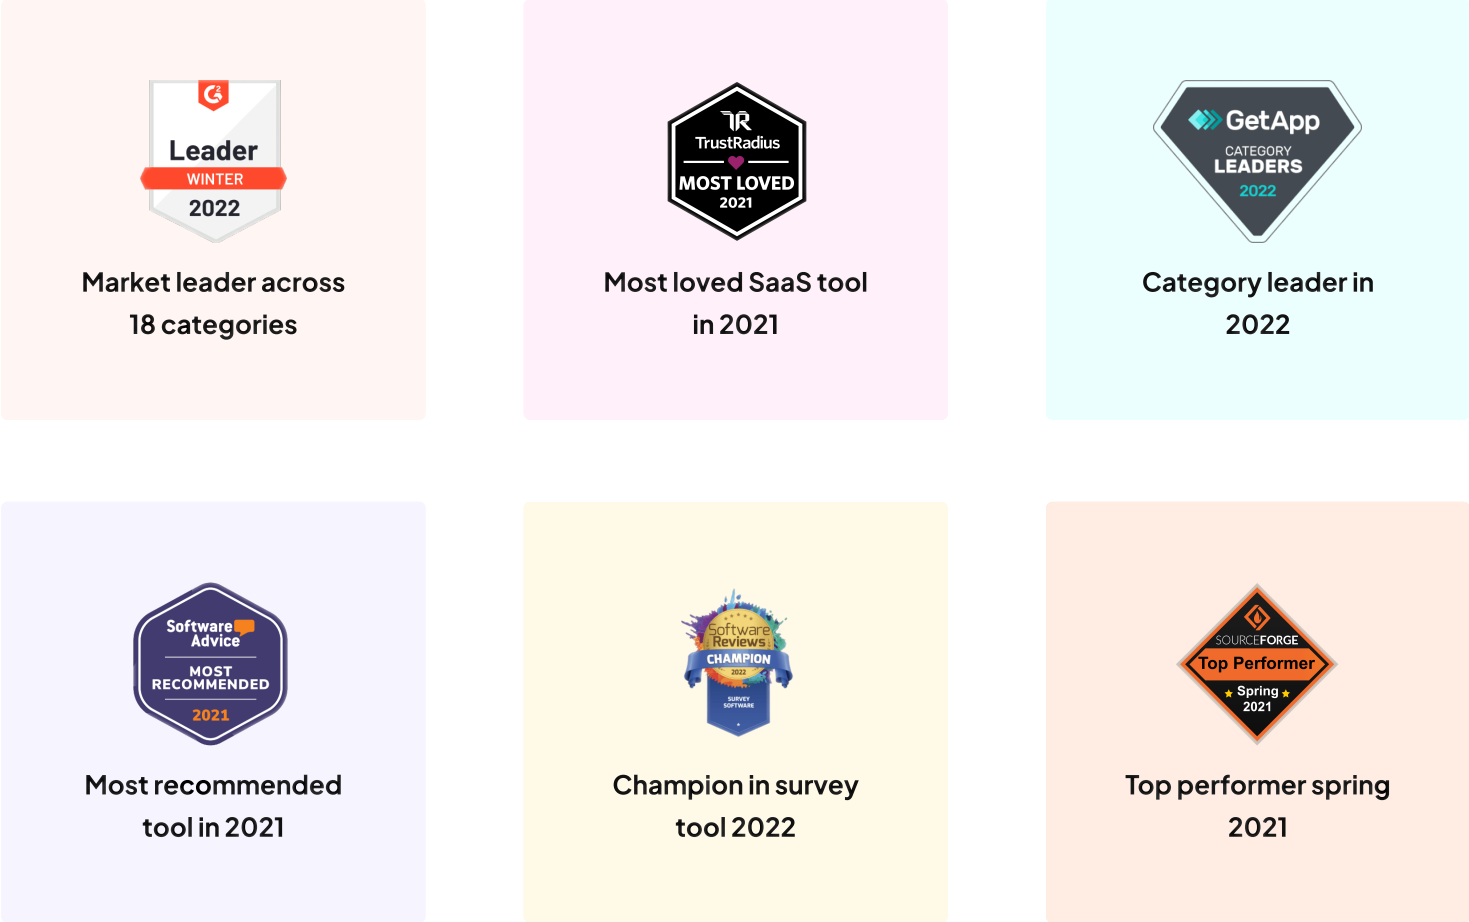 G2
Leader
WINTER
2022
Market leader across
18 categories
TR
TrustRadius
MOST LOVED
2021
Most loved SaaS tool
in 2021
GetApp
CATEGORY
LEADERS
2022
Category leader in
2022
Software
Advice
MOST
RECOMMENDED
2021
Most recommended
tool in 2021
Software
Reviews
CHAMPION
2022
SURVEY
SOFTWARE
Champion in survey
tool 2022
SOURCEFORGE
Top Performer
Spring
2021
Top performer spring
2021